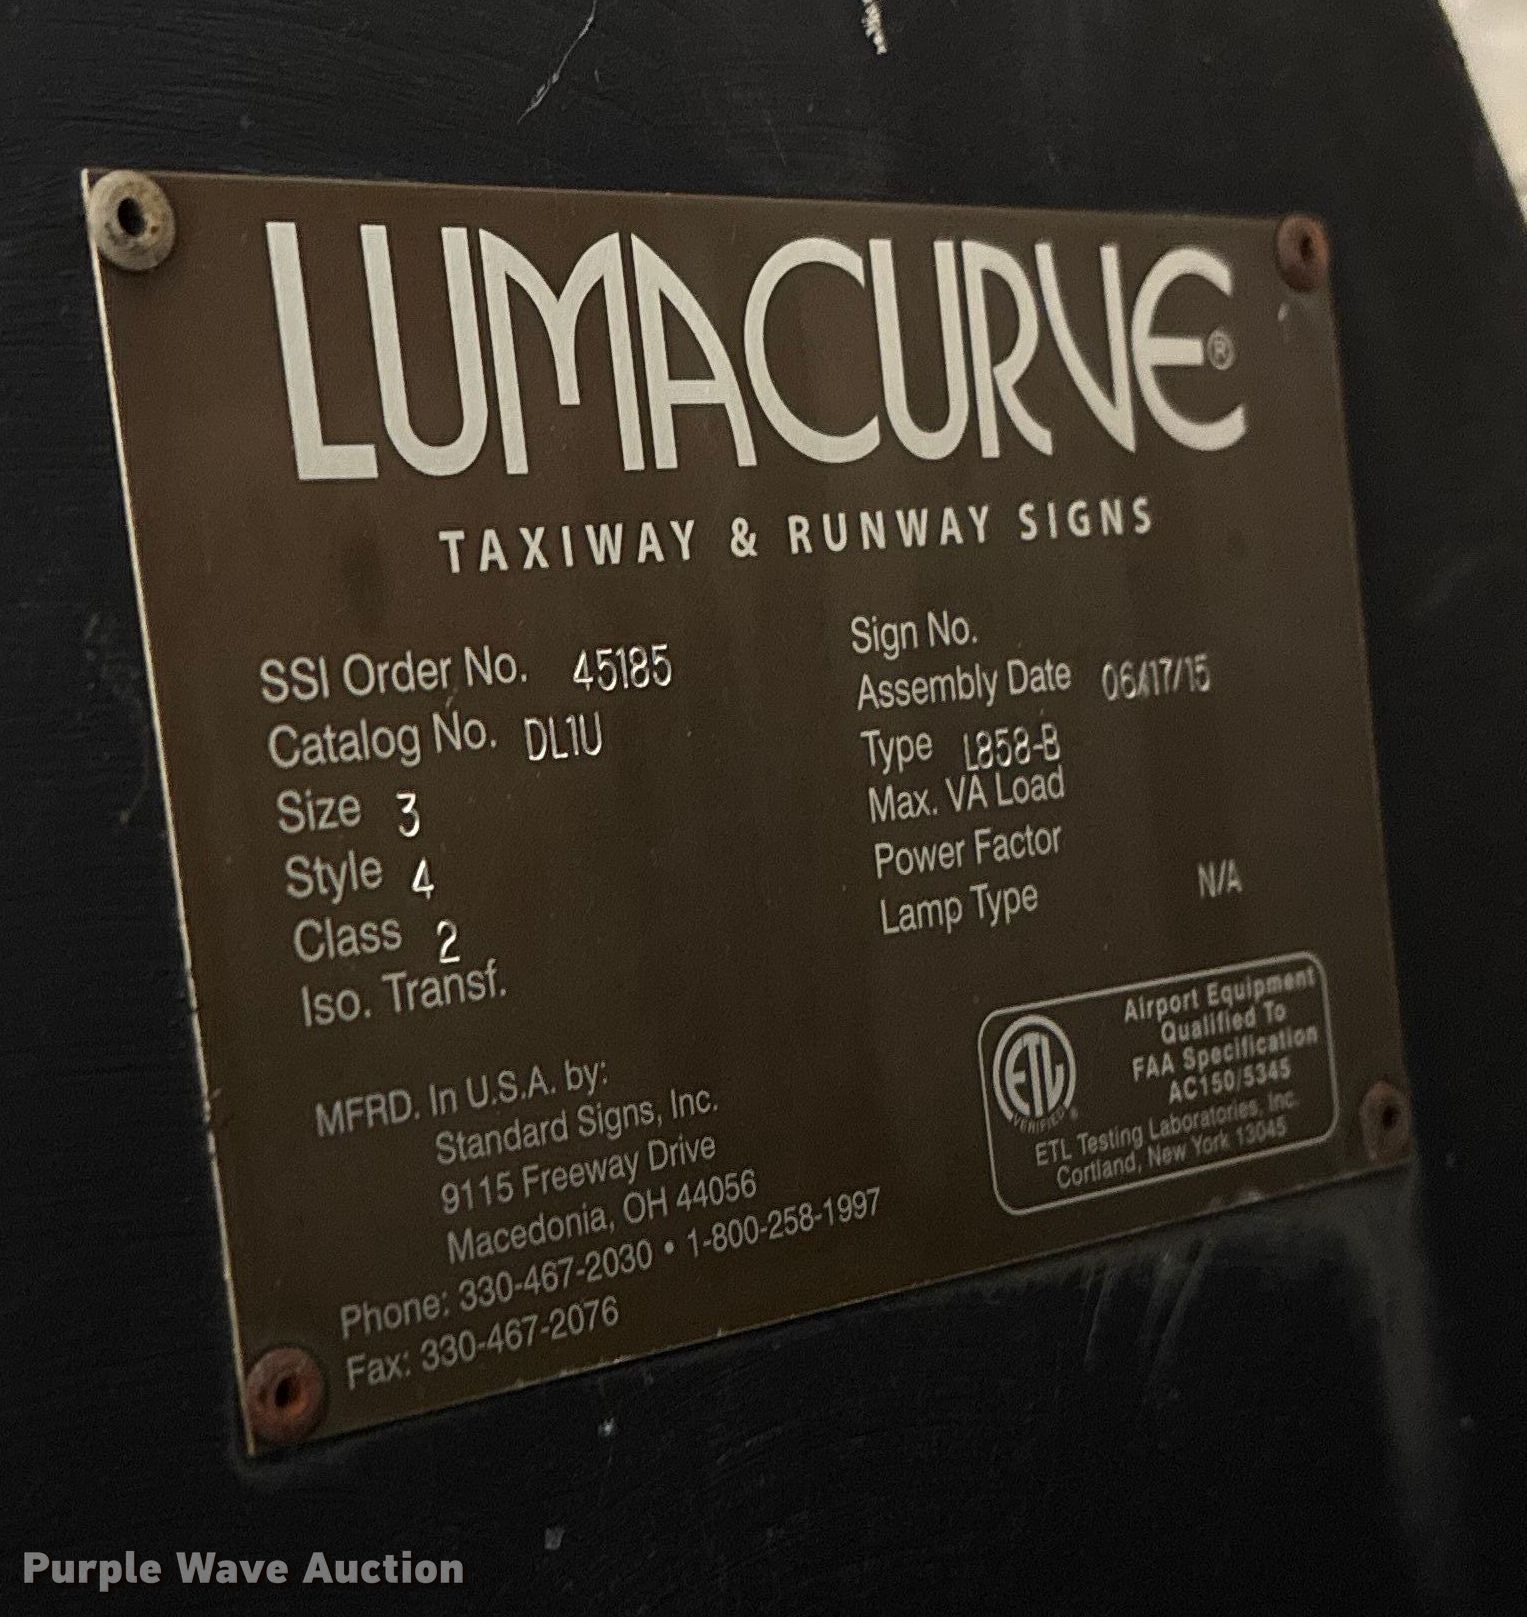 LUMACURVE®
TAXIWAY & RUNWAY SIGNS
SSI Order No. 45185
Catalog No. DL1U
Size 3
Style 4
Class 2
Iso. Transf.
Sign No.
Assembly Date 06/17/15
Type L858-B
Max. VA Load
Power Factor
Lamp Type N/A
MFRD. In U.S.A. by:
Standard Signs, Inc.
9115 Freeway Drive
Macedonia, OH 44056
Phone: 330-467-2030 • 1-800-258-1997
Fax: 330-467-2076
ETL
VERIFIED
®
Airport Equipment
Qualified To
FAA Specification
AC150/5345
ETL Testing Laboratories, Inc.
Cortland, New York 13045
Purple Wave Auction